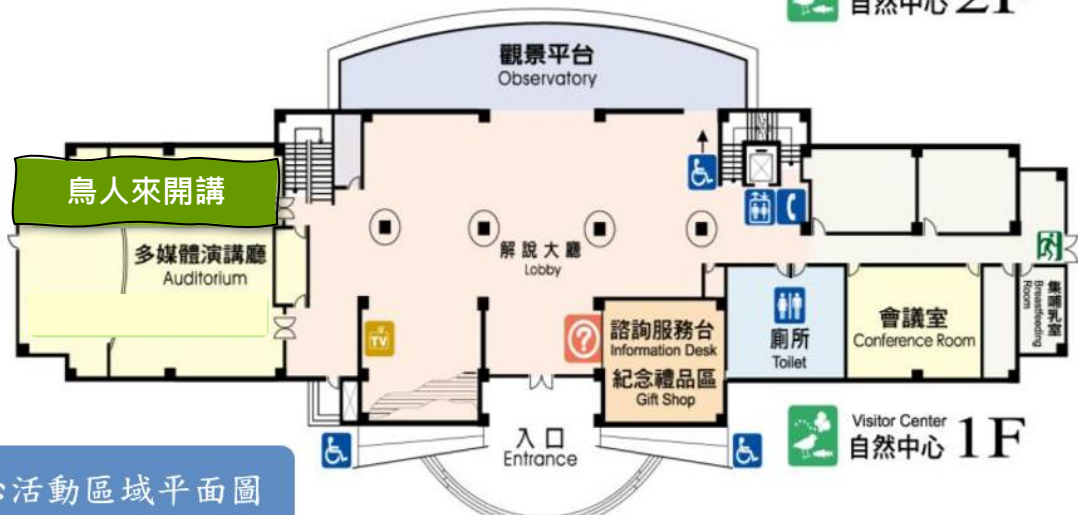 自然中心 2F
觀景平台
Observatory
鳥人來開講
多媒體演講廳
Auditorium
解說大廳
Lobby
TV
?
諮詢服務台
Information Desk
紀念禮品區
Gift Shop
廁所
Toilet
會議室
Conference Room
集哺乳室
Breastfeeding
Room
入口
Entrance
Visitor Center
自然中心 1F
活動區域平面圖